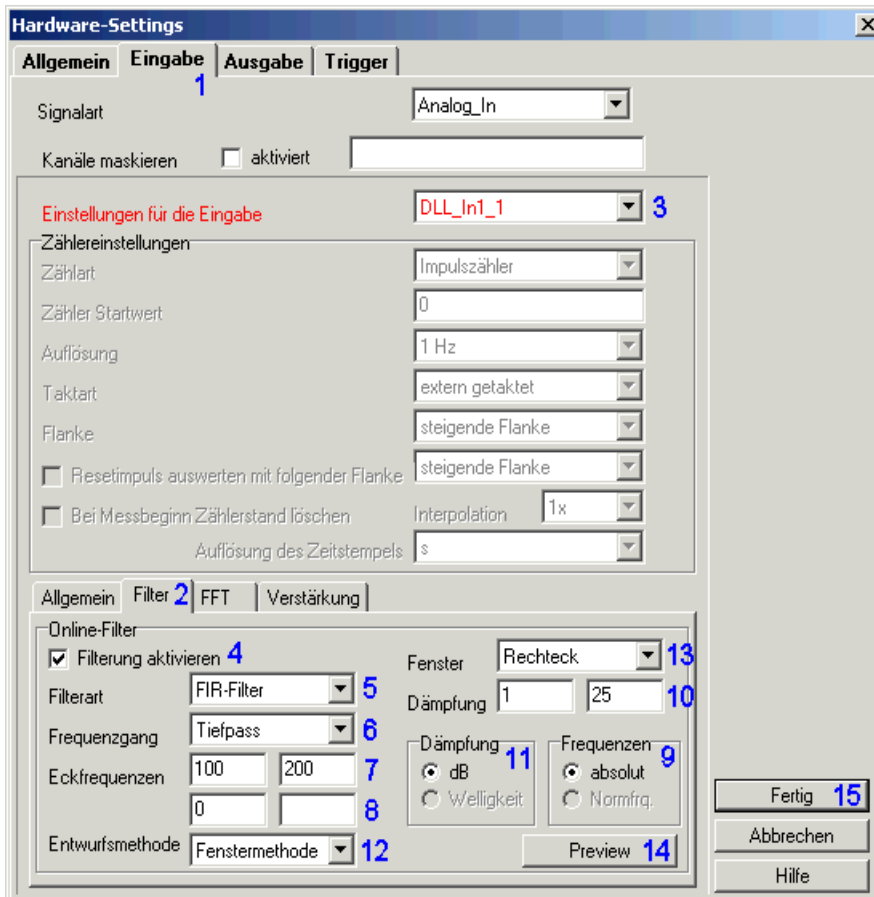 Hardware-Settings
Allgemein Eingabe Ausgabe Trigger
1
Signalart Analog_In
Kanäle maskieren aktiviert
Einstellungen für die Eingabe DLL_In1_1 3
Zählereinstellungen
Zählart Impulszähler
Zähler Startwert 0
Auflösung 1 Hz
Taktart extern getaktet
Flanke steigende Flanke
Resetimpuls auswerten mit folgender Flanke steigende Flanke
Bei Messbeginn Zählerstand löschen Interpolation 1x
Auflösung des Zeitstempels s
Allgemein Filter 2 FFT Verstärkung
Online-Filter
Filterung aktivieren 4 Fenster Rechteck 13
Filterart FIR-Filter 5 Dämpfung 1 25 10
Frequenzgang Tiefpass 6 Dämpfung 11 Frequenzen 9
Eckfrequenzen 100 200 7 dB absolut
0 8 Welligkeit Normfrq.
Entwurfsmethode Fenstermethode 12 Preview 14
Fertig 15
Abbrechen
Hilfe